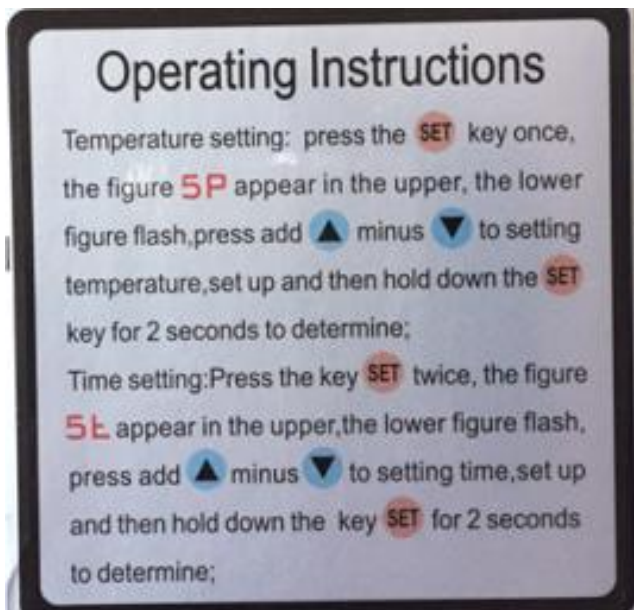 Operating Instructions
Temperature setting: press the SET key once,
the figure SP appear in the upper, the lower
figure flash,press add ▲ minus ▼ to setting
temperature,set up and then hold down the SET
key for 2 seconds to determine;
Time setting:Press the key SET twice, the figure
St appear in the upper,the lower figure flash,
press add ▲ minus ▼ to setting time,set up
and then hold down the key SET for 2 seconds
to determine;